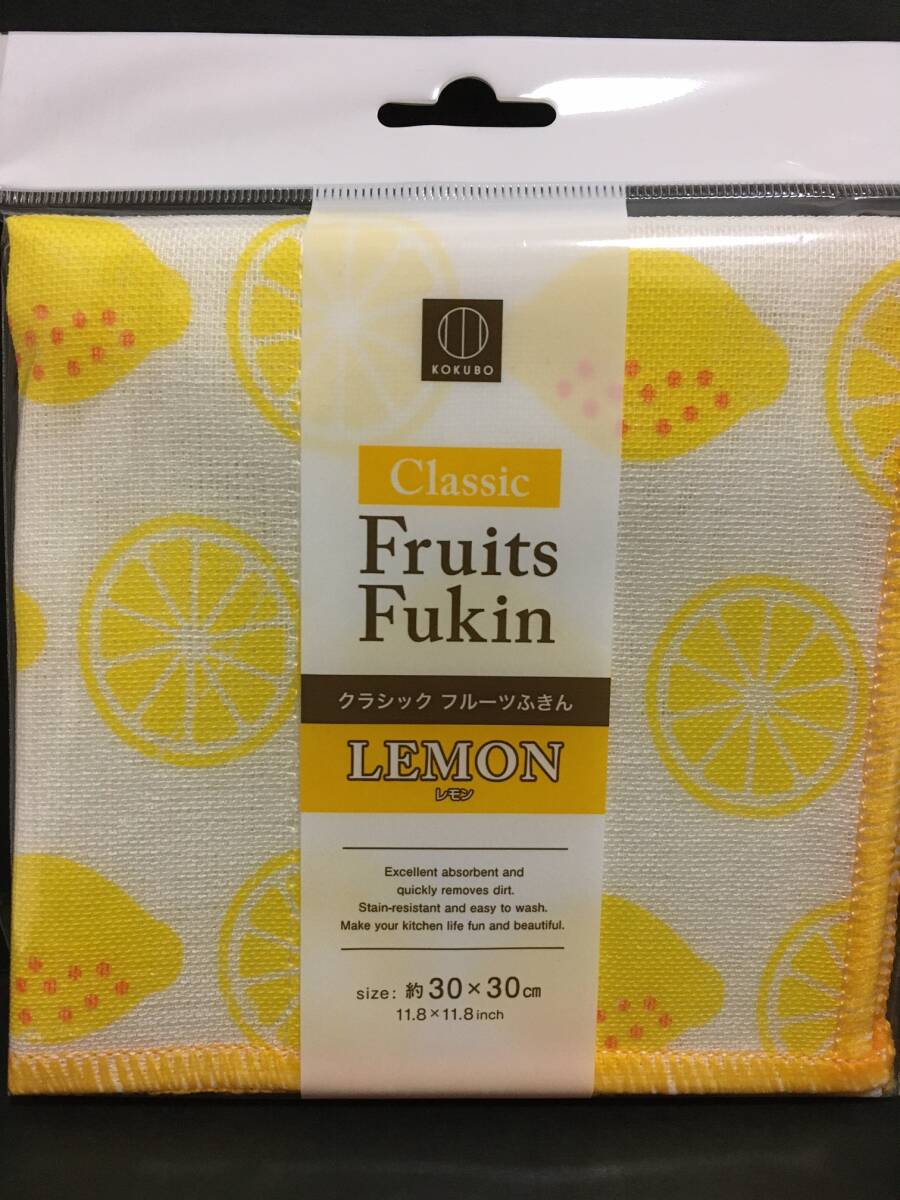 KOKUBO
Classic
Fruits
Fukin
クラシック フルーツふきん
LEMON
レモン
Excellent absorbent and
quickly removes dirt.
Stain-resistant and easy to wash.
Make your kitchen life fun and beautiful.
size: 約30×30cm
11.8×11.8inch